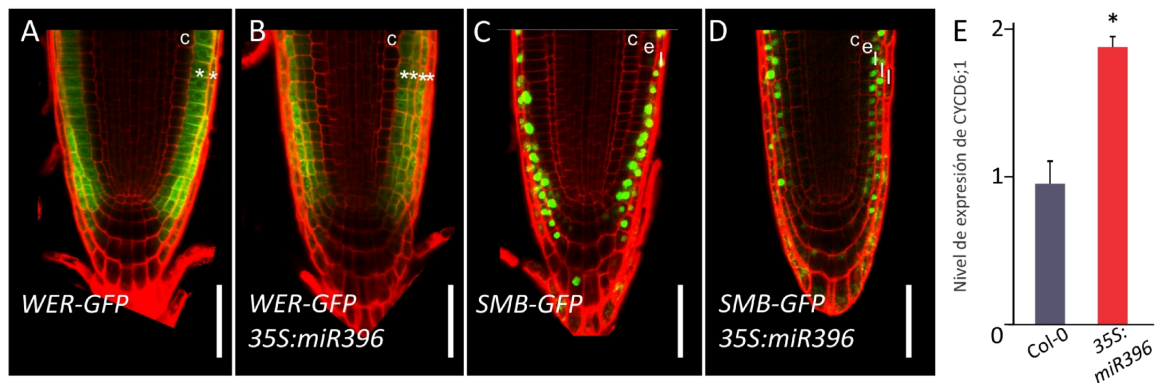 A
c
* *
WER-GFP
B
c
****
WER-GFP
35S:miR396
C
c
e
SMB-GFP
D
c
e
SMB-GFP
35S:miR396
E
Nivel de expresión de CYCD6;1
2
1
0
*
Col-0
35S:
miR396